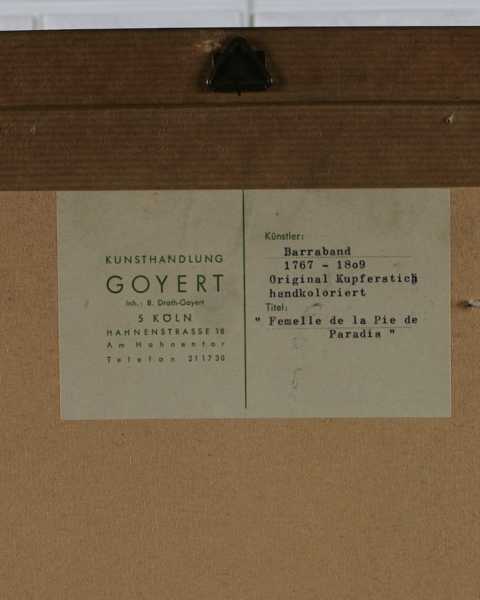 KUNSTHANDLUNG
GOYERT
Inh.: B. Droth-Goyert
5 KÖLN
HAHNENSTRASSE 18
Am Hahnentor
Telefon 211730
Künstler:
Barraband
1767 - 18o9
Original Kupferstich
handkoloriert
Titel:
" Femelle de la Pie de
Paradis "